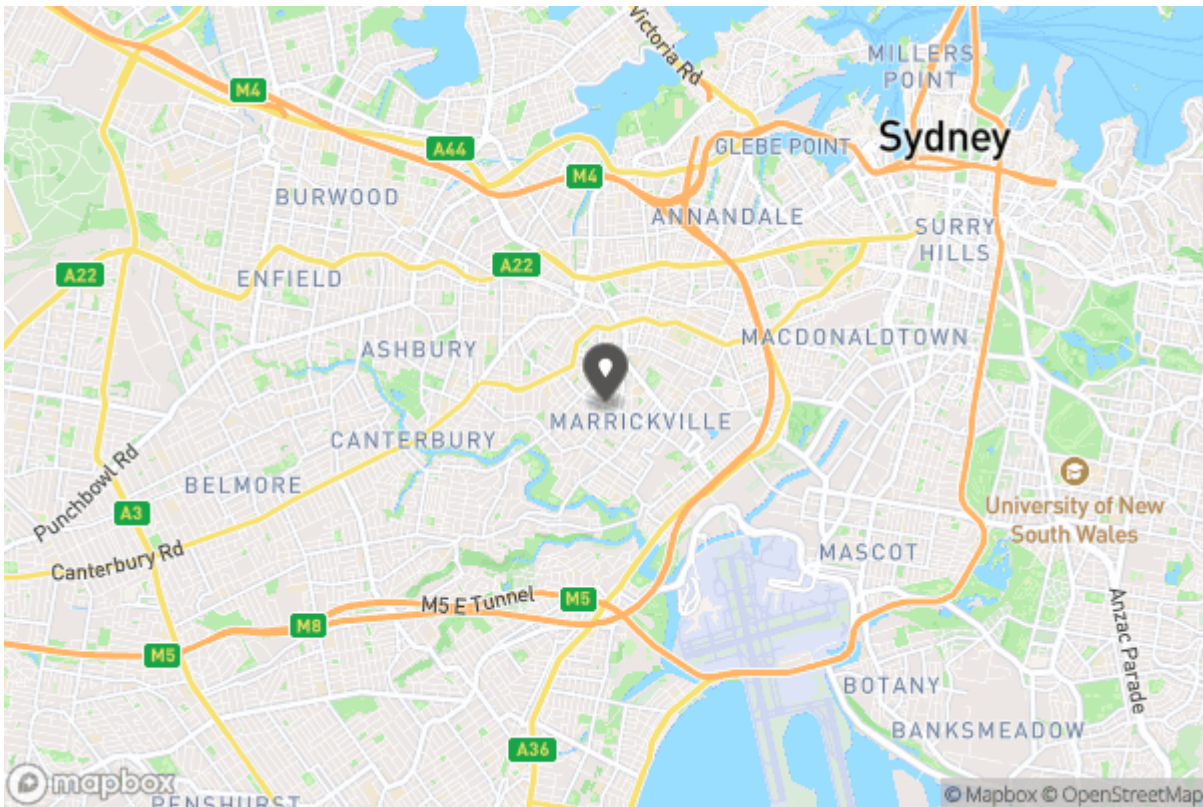 Victoria Rd
MILLERS
POINT
M4
Sydney
A44
GLEBE POINT
M4
BURWOOD
ANNANDALE
SURRY
HILLS
A22
A22
ENFIELD
MACDONALDTOWN
ASHBURY
MARRICKVILLE
CANTERBURY
Punchbowl Rd
BELMORE
University of New
South Wales
A3
MASCOT
Canterbury Rd
M5 E Tunnel
M5
M8
Anzac Parade
M5
BOTANY
BANKSMEADOW
A36
mapbox
© Mapbox © OpenStreetMap
PENSHURST